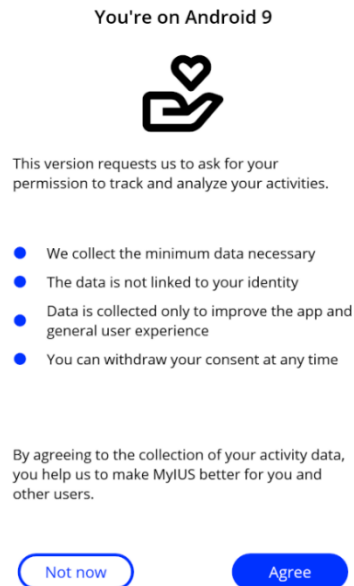 You're on Android 9
This version requests us to ask for your
permission to track and analyze your activities.
We collect the minimum data necessary
The data is not linked to your identity
Data is collected only to improve the app and
general user experience
You can withdraw your consent at any time
By agreeing to the collection of your activity data,
you help us to make MyIUS better for you and
other users.
Not now
Agree